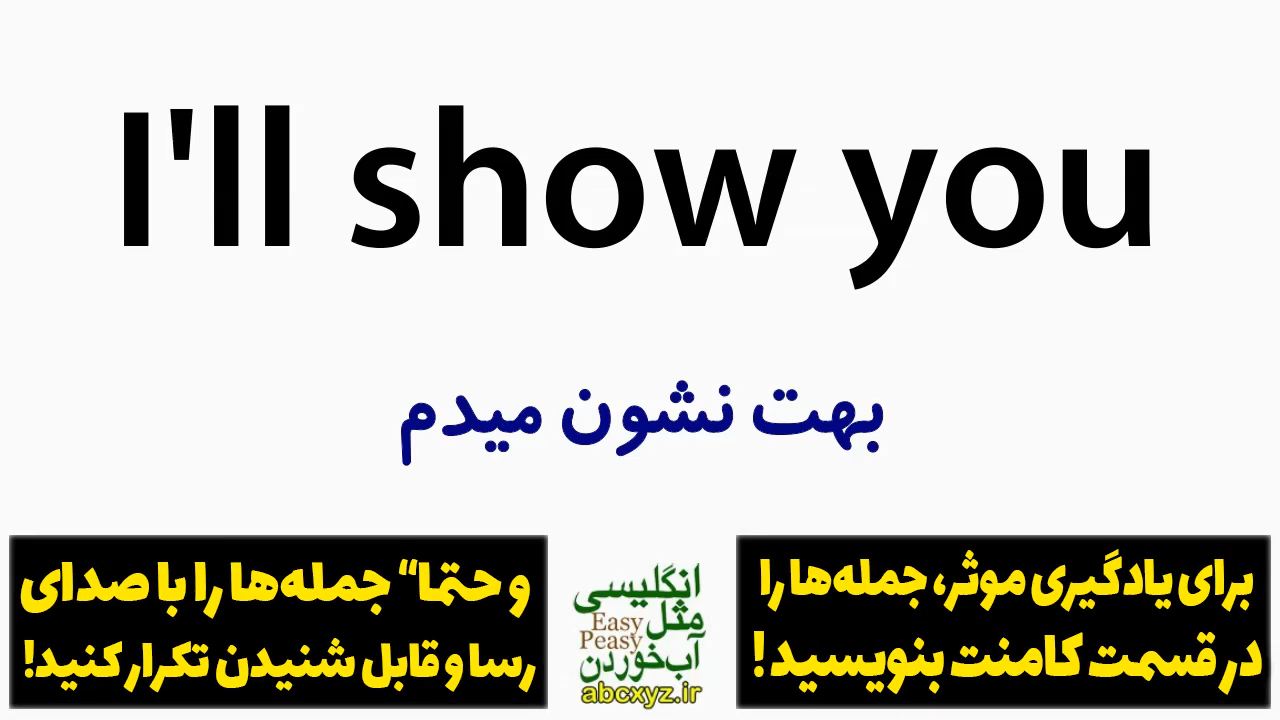 I'll show you
بهت نشون میدم
برای یادگیری موثر، جمله‌ها را
در قسمت کامنت بنویسید!
و حتما“ جمله‌ها را با صدای
رسا و قابل شنیدن تکرار کنید!
انگلیسی
مثل
Easy
Peasy
آب‌خوردن
abcxyz.ir